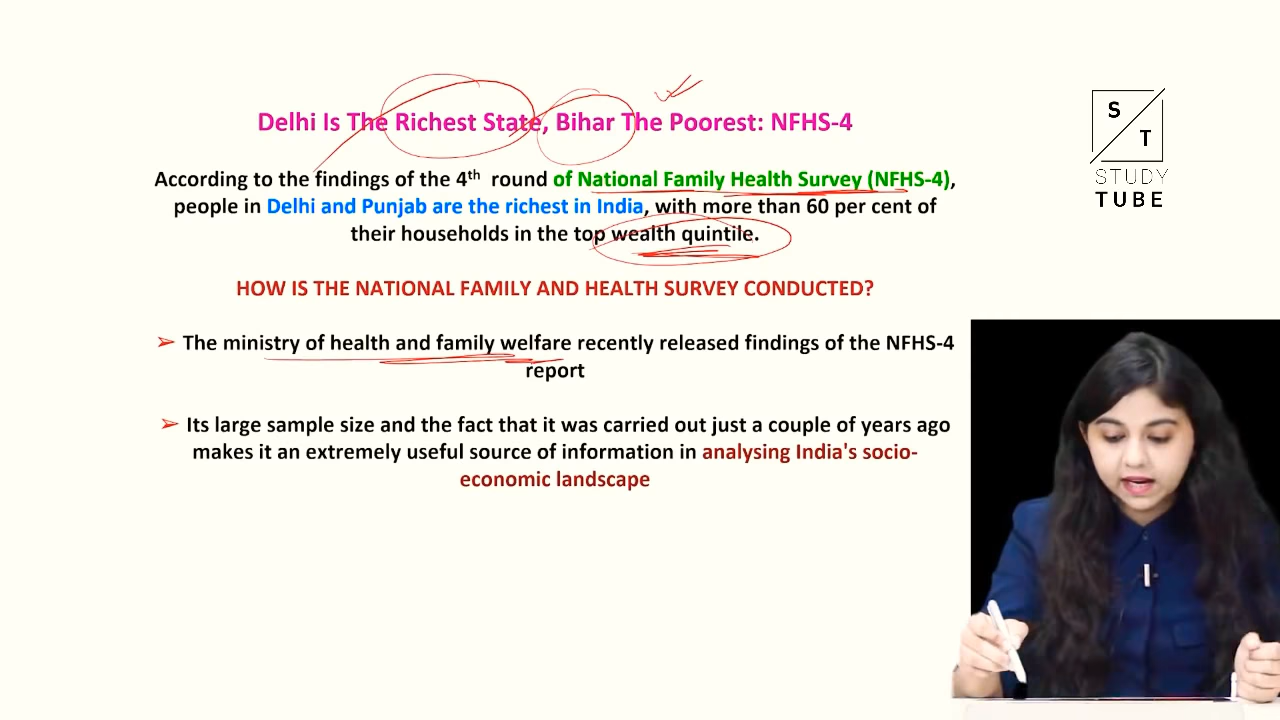 Delhi Is The Richest State, Bihar The Poorest: NFHS-4
According to the findings of the 4th round of National Family Health Survey (NFHS-4),
people in Delhi and Punjab are the richest in India, with more than 60 per cent of
their households in the top wealth quintile.
HOW IS THE NATIONAL FAMILY AND HEALTH SURVEY CONDUCTED?
➢ The ministry of health and family welfare recently released findings of the NFHS-4
report
➢ Its large sample size and the fact that it was carried out just a couple of years ago
makes it an extremely useful source of information in analysing India's socio-
economic landscape
S
T
STUDY
TUBE